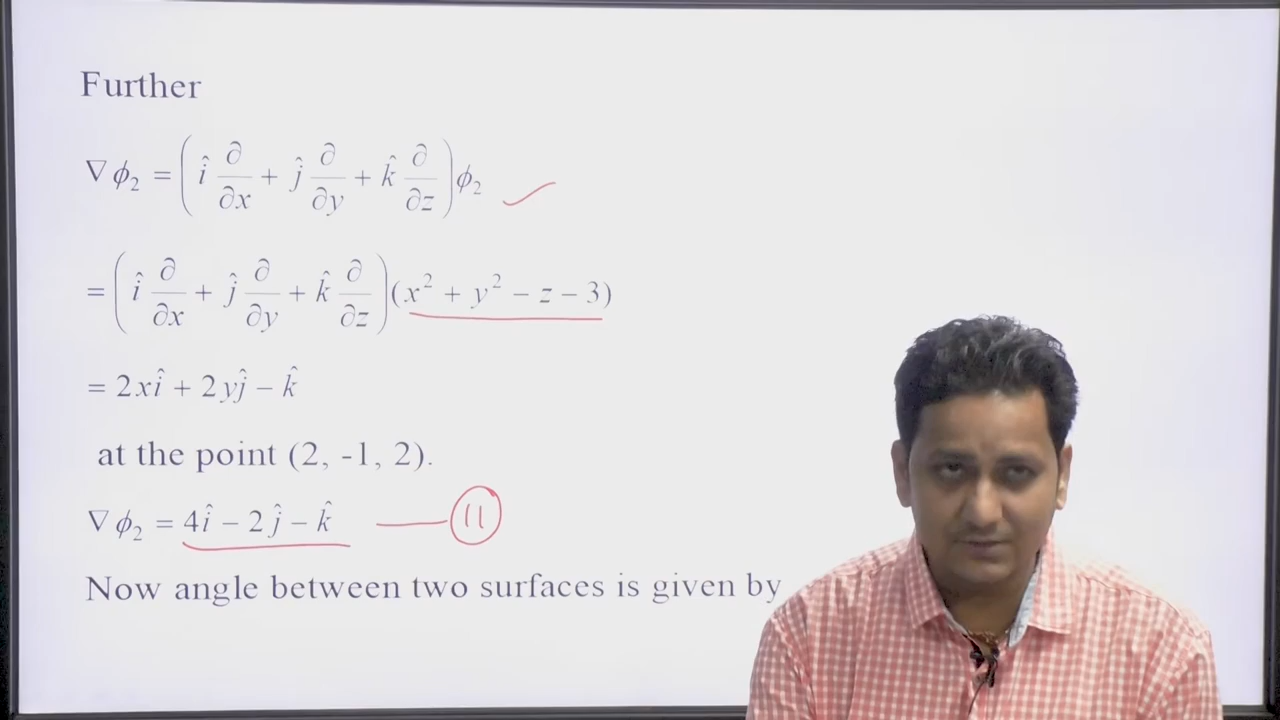 Further
∇ϕ₂ = (î ∂/∂x + ĵ ∂/∂y + k̂ ∂/∂z)ϕ₂
= (î ∂/∂x + ĵ ∂/∂y + k̂ ∂/∂z)(x² + y² − z − 3)
= 2xî + 2yĵ − k̂
at the point (2, -1, 2).
∇ϕ₂ = 4î − 2ĵ − k̂ 11
Now angle between two surfaces is given by